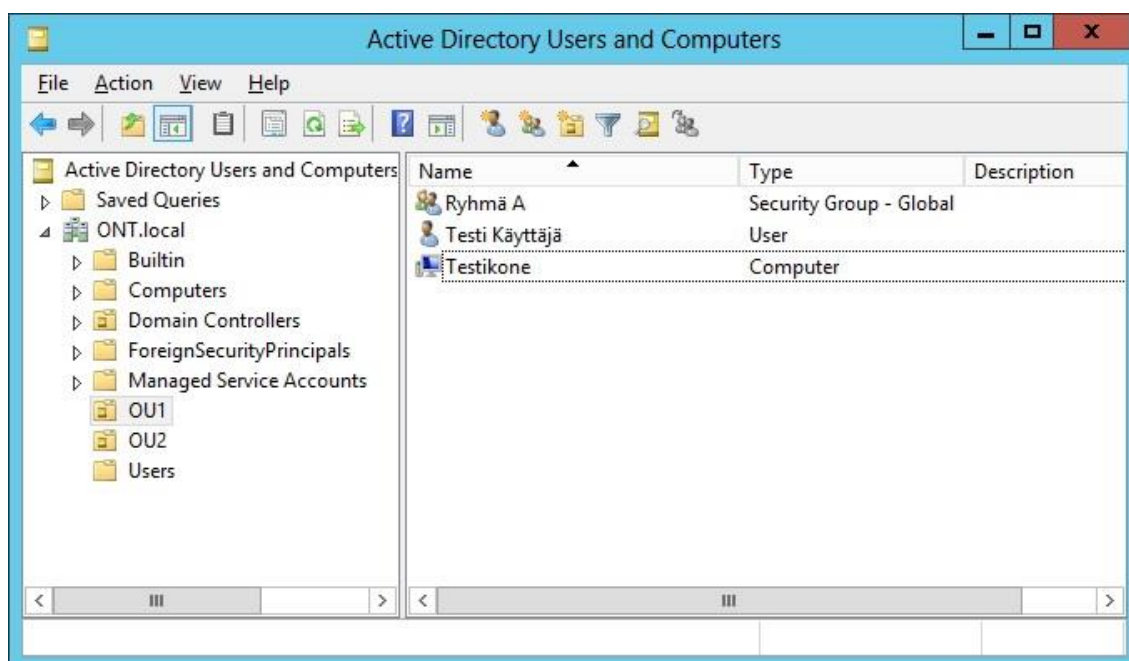 Active Directory Users and Computers
File Action View Help
Active Directory Users and Computers
Saved Queries
ONT.local
Builtin
Computers
Domain Controllers
ForeignSecurityPrincipals
Managed Service Accounts
OU1
OU2
Users
Name Type Description
Ryhmä A Security Group - Global
Testi Käyttäjä User
Testikone Computer